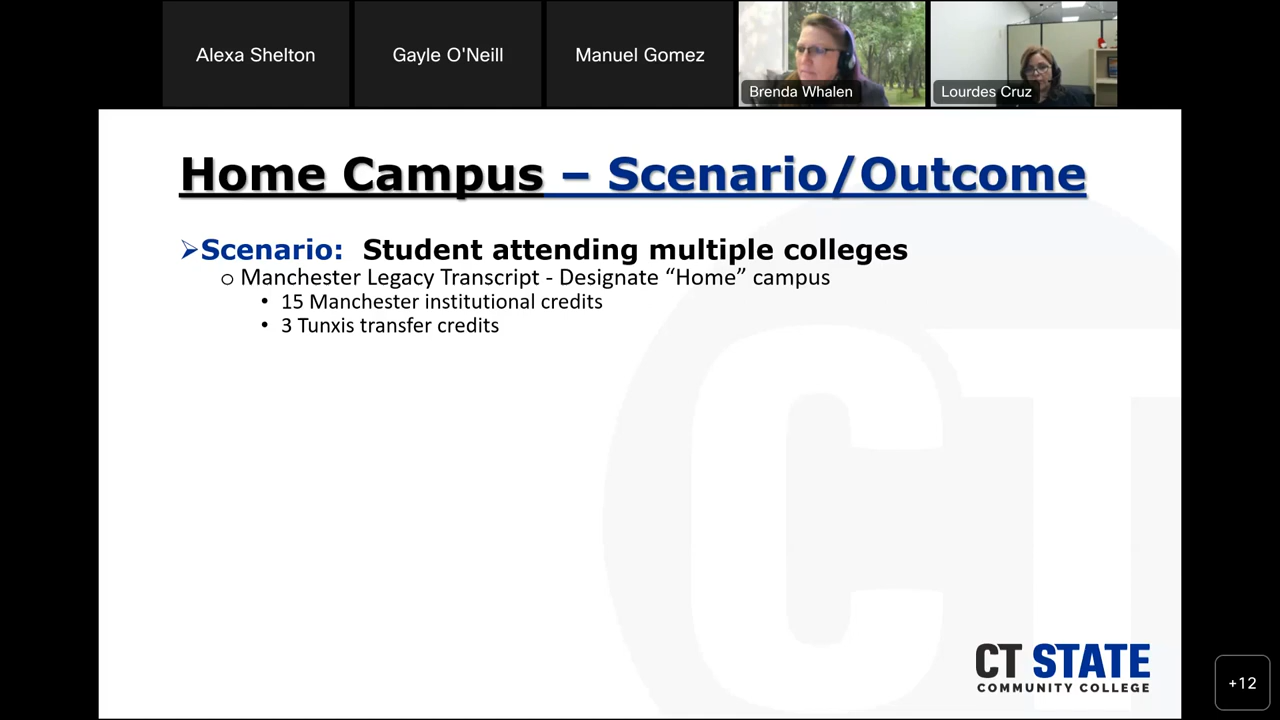 Alexa Shelton
Gayle O'Neill
Manuel Gomez
Brenda Whalen
Lourdes Cruz
Home Campus – Scenario/Outcome
➢Scenario: Student attending multiple colleges
o Manchester Legacy Transcript - Designate “Home” campus
• 15 Manchester institutional credits
• 3 Tunxis transfer credits
CT
CT STATE
COMMUNITY COLLEGE
+12